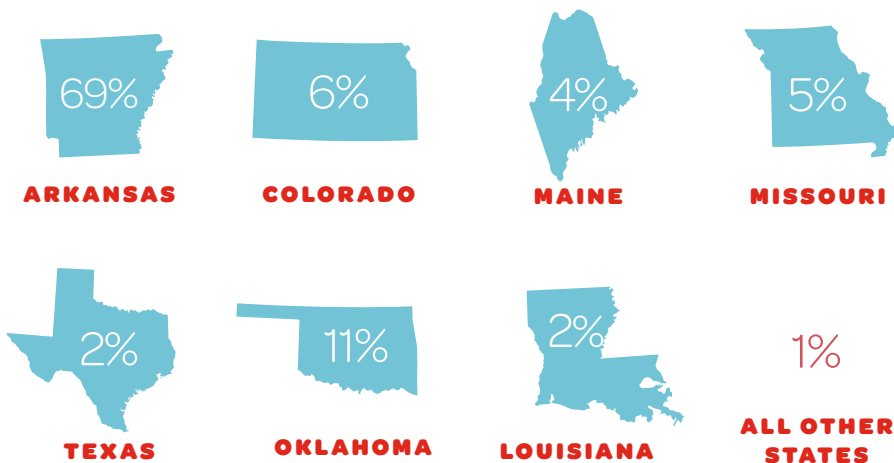 69%
6%
4%
5%
ARKANSAS
COLORADO
MAINE
MISSOURI
2%
11%
2%
1%
TEXAS
OKLAHOMA
LOUISIANA
ALL OTHER
STATES